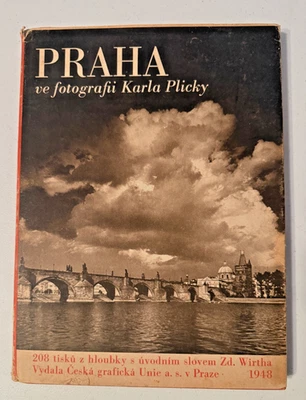 PRAHA
ve fotografii Karla Plicky
208 tisků z hloubky s úvodním slovem Zd. Wirtha
Vydala Česká grafická Unie a. s. v Praze 1948